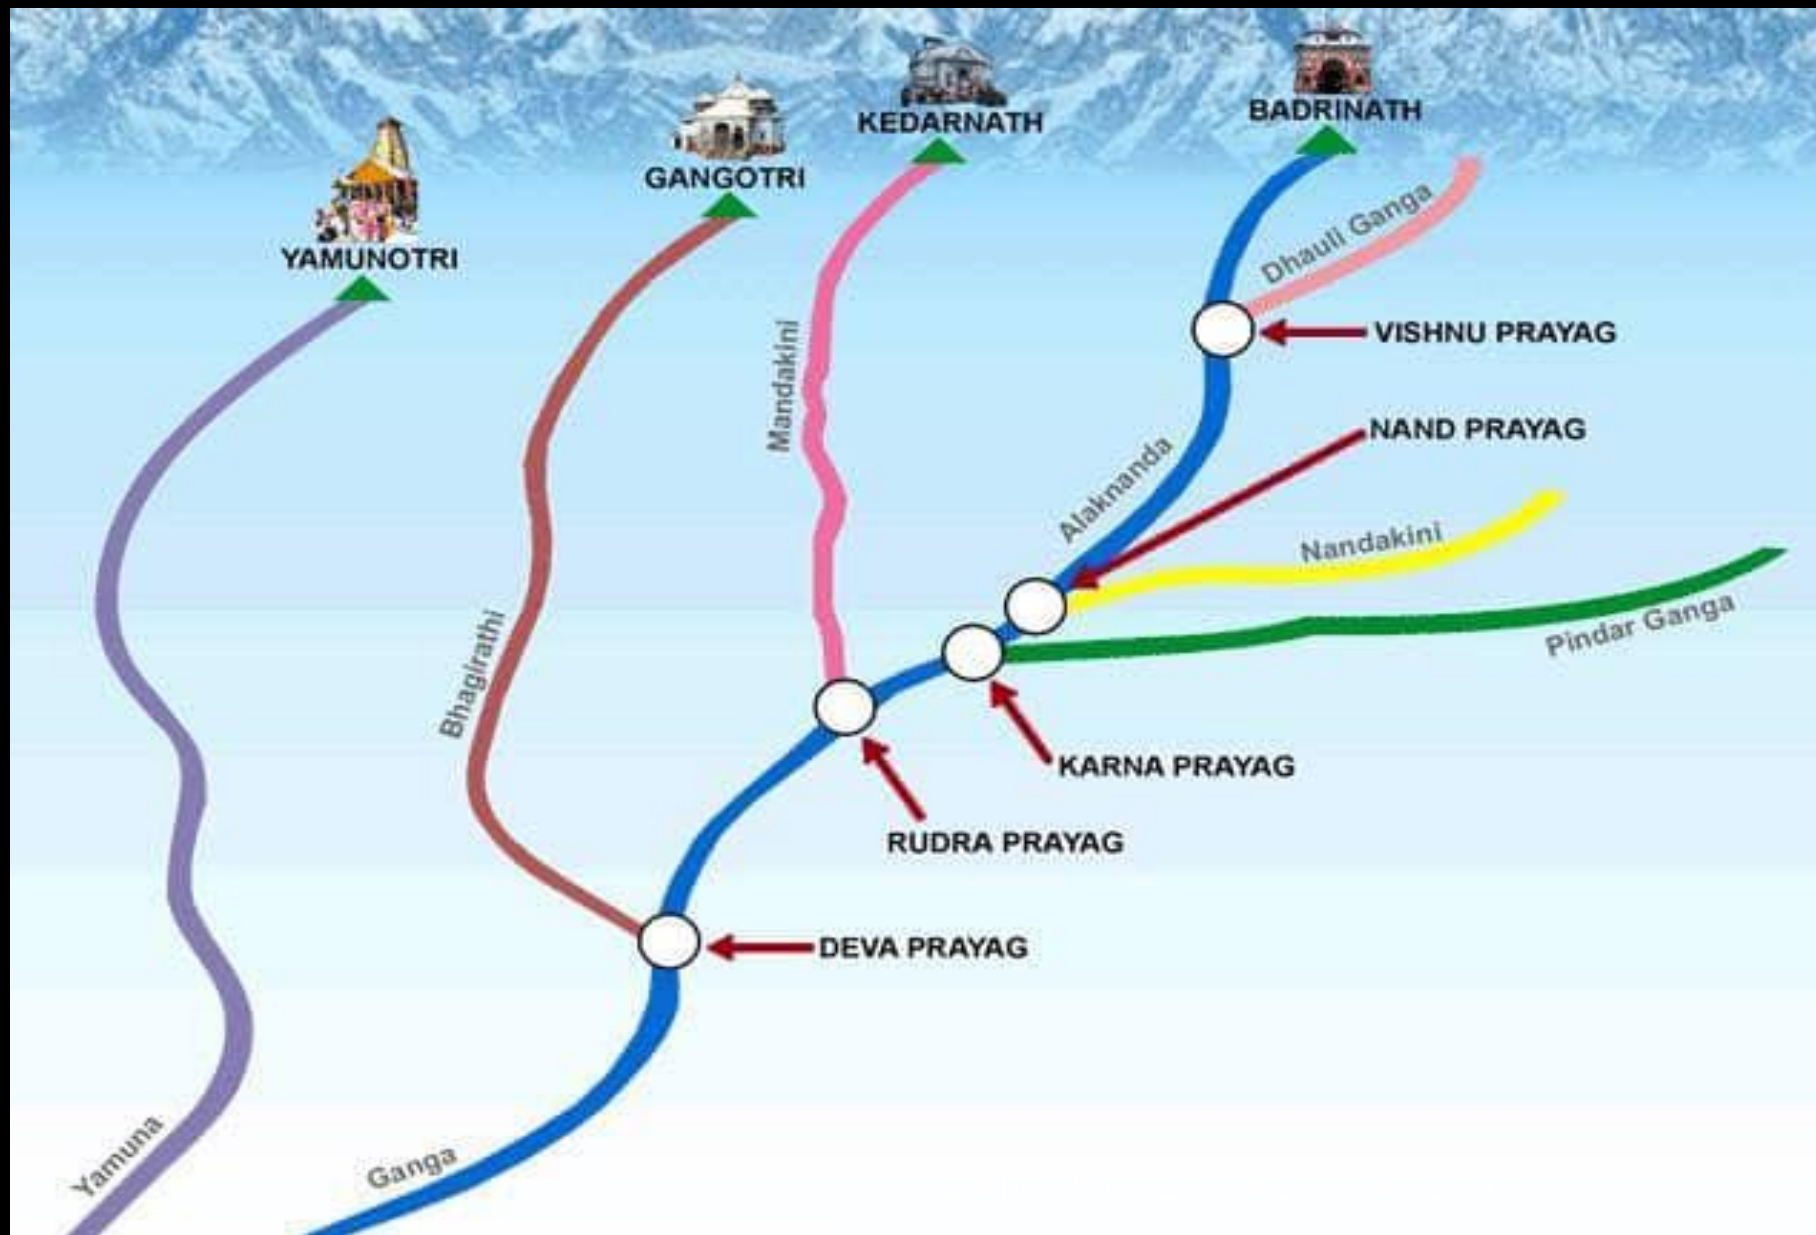 BADRINATH
KEDARNATH
GANGOTRI
YAMUNOTRI
Dhauli Ganga
VISHNU PRAYAG
Mandakini
NAND PRAYAG
Alaknanda
Nandakini
Pindar Ganga
Bhagirathi
KARNA PRAYAG
RUDRA PRAYAG
DEVA PRAYAG
Yamuna
Ganga